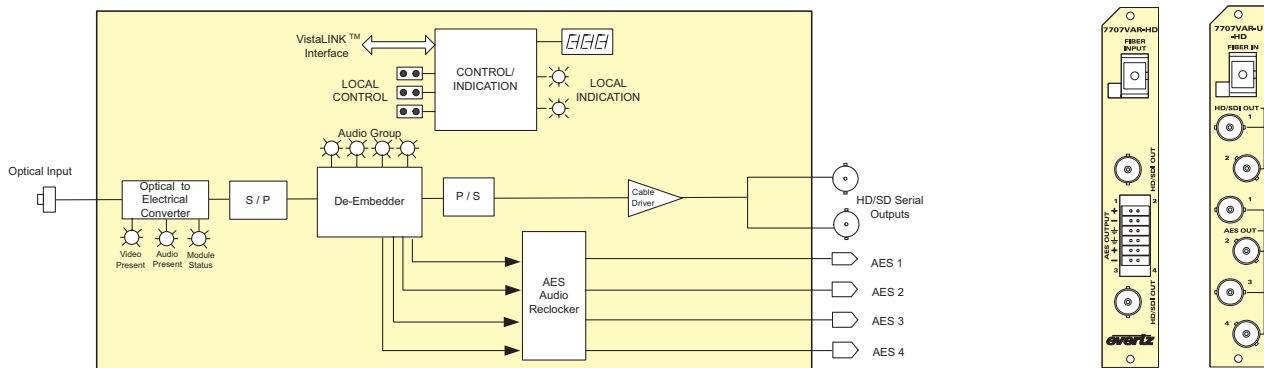 VistaLINK ™
Interface
LOCAL
CONTROL
CONTROL/
INDICATION
LOCAL
INDICATION
Audio Group
Optical Input
Optical to
Electrical
Converter
S / P
De-Embedder
P / S
Cable
Driver
HD/SD Serial
Outputs
Video
Present
Audio
Present
Module
Status
AES
Audio
Reclocker
AES 1
AES 2
AES 3
AES 4
7707VAR-HD
FIBER
INPUT
HD/SDI OUT
1 2
+
-
+
-
AES OUTPUT
3 4
HD/SDI OUT
evertz
7707VAR-U
-HD
FIBER IN
HD/SDI OUT
1
2
1
AES OUT
2
3
4